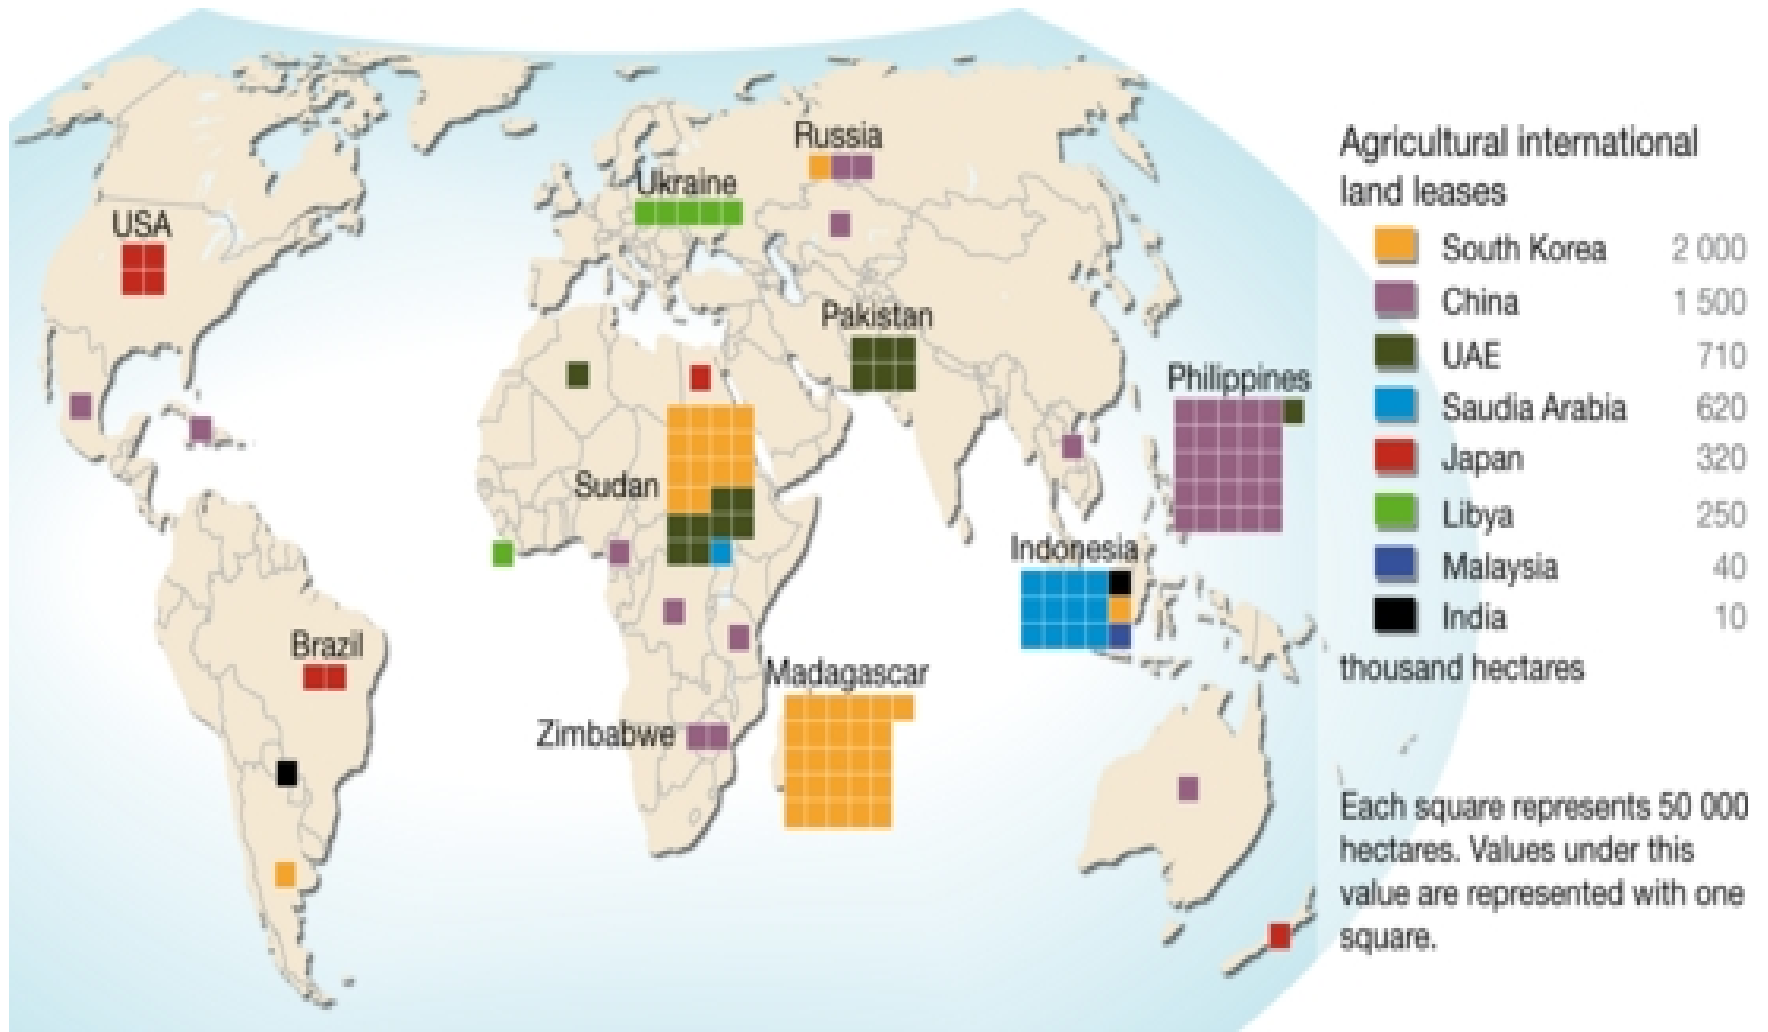 Russia
Ukraine
USA
Pakistan
Philippines
Sudan
Indonesia
Brazil
Madagascar
Zimbabwe
Agricultural international
land leases
South Korea 2 000
China 1 500
UAE 710
Saudia Arabia 620
Japan 320
Libya 250
Malaysia 40
India 10
thousand hectares
Each square represents 50 000
hectares. Values under this
value are represented with one
square.